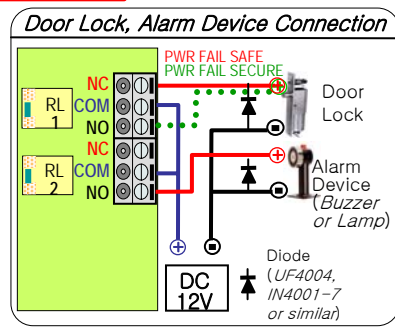 Door Lock, Alarm Device Connection
PWR FAIL SAFE
PWR FAIL SECURE
NC
COM
NO
NC
COM
NO
RL
1
RL
2
Door
Lock
Alarm
Device
(Buzzer
or Lamp)
DC
12V
Diode
(UF4004,
IN4001-7
or similar)